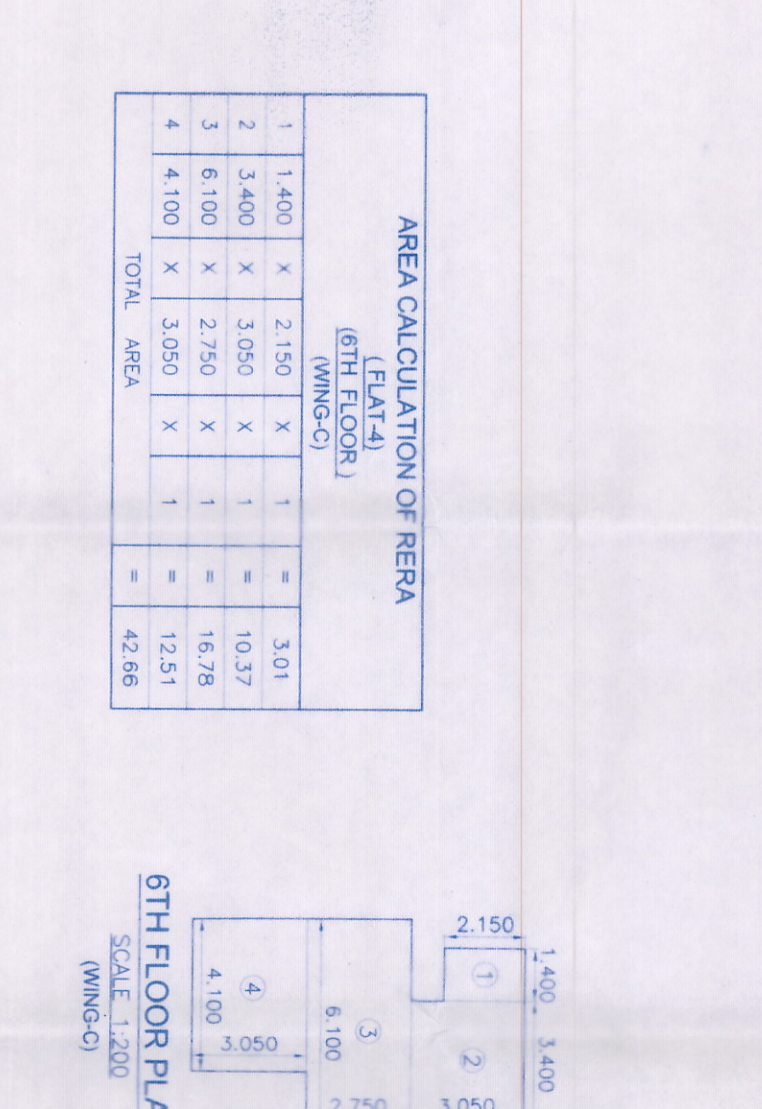 AREA CALCULATION OF RERA
( FLAT-4)
(6TH FLOOR )
(WING-C)
1 1.400 X 2.150 X 1 = 3.01
2 3.400 X 3.050 X 1 = 10.37
3 6.100 X 2.750 X 1 = 16.78
4 4.100 X 3.050 X 1 = 12.51
TOTAL AREA = 42.66
1.400 3.400
2.150
1 2
3.050
3
6.100 2.750
4
3.050
4.100
6TH FLOOR PLA
SCALE 1:200
(WING-C)